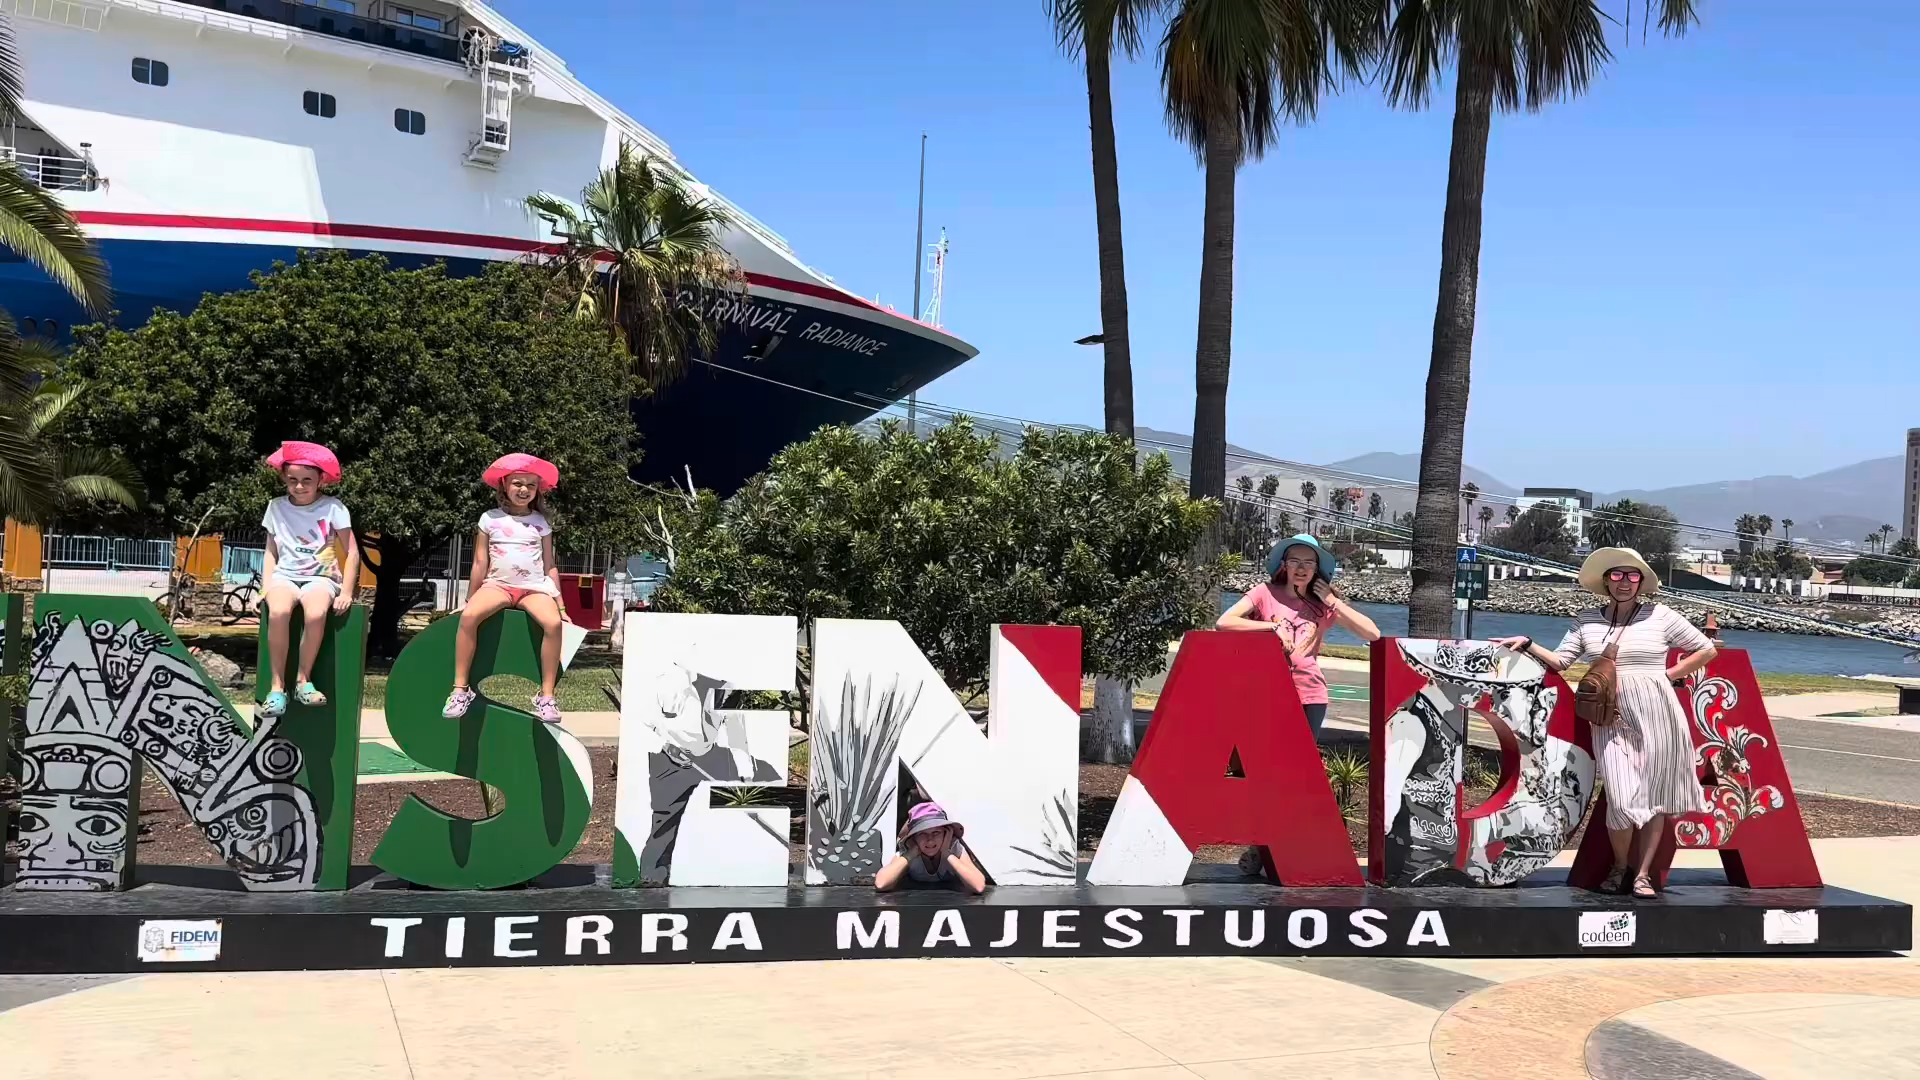 CARNIVAL RADIANCE
NSENADA
TIERRA MAJESTUOSA
FIDEM
codeen